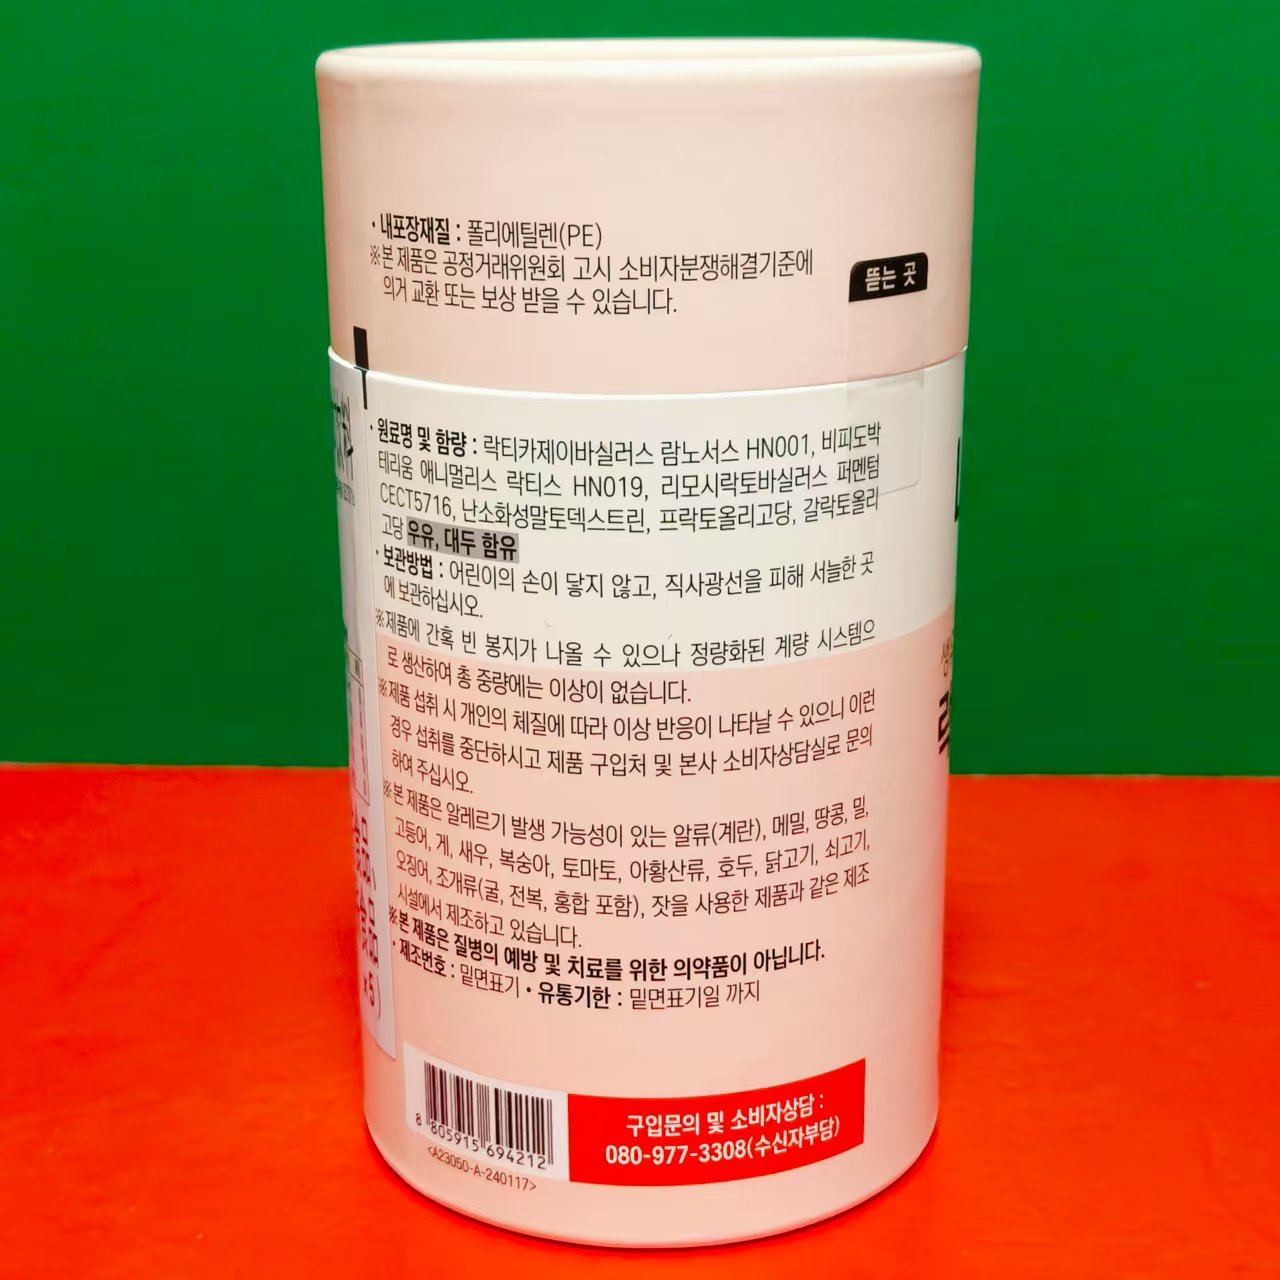 · 내포장재질 : 폴리에틸렌(PE)
※본 제품은 공정거래위원회 고시 소비자분쟁해결기준에
의거 교환 또는 보상 받을 수 있습니다.
뜯는 곳
· 원료명 및 함량 : 락티카제이바실러스 람노서스 HN001, 비피도박
테리움 애니멀리스 락티스 HN019, 리모시락토바실러스 퍼멘텀
CECT5716, 난소화성말토덱스트린, 프락토올리고당, 갈락토올리
고당 우유, 대두 함유
· 보관방법 : 어린이의 손이 닿지 않고, 직사광선을 피해 서늘한 곳
에 보관하십시오.
※제품에 간혹 빈 봉지가 나올 수 있으나 정량화된 계량 시스템으
로 생산하여 총 중량에는 이상이 없습니다.
※제품 섭취 시 개인의 체질에 따라 이상 반응이 나타날 수 있으니 이런
경우 섭취를 중단하시고 제품 구입처 및 본사 소비자상담실로 문의
하여 주십시오.
※본 제품은 알레르기 발생 가능성이 있는 알류(계란), 메밀, 땅콩, 밀,
고등어, 게, 새우, 복숭아, 토마토, 아황산류, 호두, 닭고기, 쇠고기,
오징어, 조개류(굴, 전복, 홍합 포함), 잣을 사용한 제품과 같은 제조
시설에서 제조하고 있습니다.
※본 제품은 질병의 예방 및 치료를 위한 의약품이 아닙니다.
· 제조번호 : 밑면표기 · 유통기한 : 밑면표기일 까지
8 805915 694212
<A23050-A-240117>
구입문의 및 소비자상담 :
080-977-3308(수신자부담)